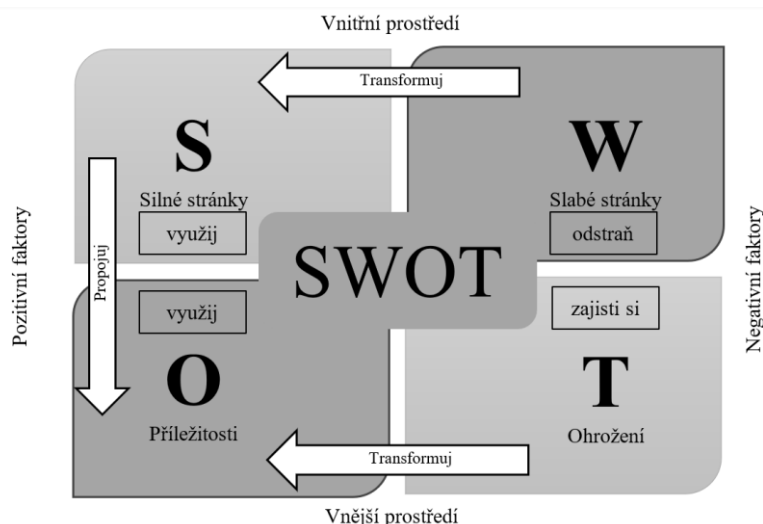 Vnitřní prostředí
Transformuj
S
Silné stránky
využij
W
Slabé stránky
odstraň
Pozitivní faktory
Propojuj
SWOT
Negativní faktory
využij
O
Příležitosti
zajisti si
T
Ohrožení
Transformuj
Vnější prostředí